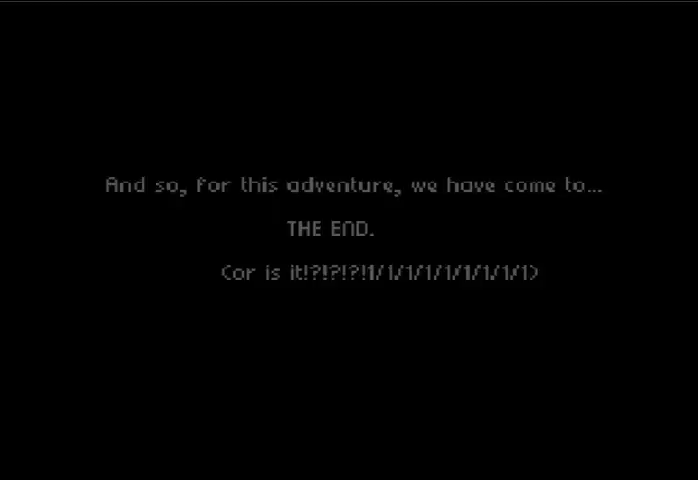 And so, for this adventure, we have come to...
THE END.
(or is it!?!?!?!1/1/1/1/1/1/1/1/1)